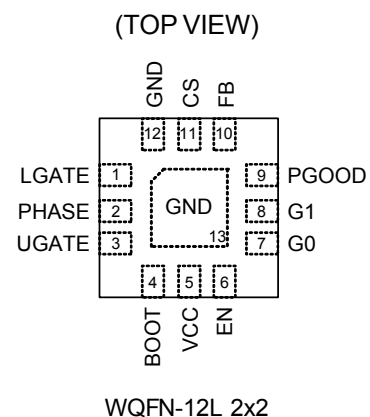 (TOP VIEW)
GND CS FB
12 11 10
LGATE 1 9 PGOOD
PHASE 2 GND 8 G1
UGATE 3 13 7 G0
4 5 6
BOOT VCC EN
WQFN-12L 2x2